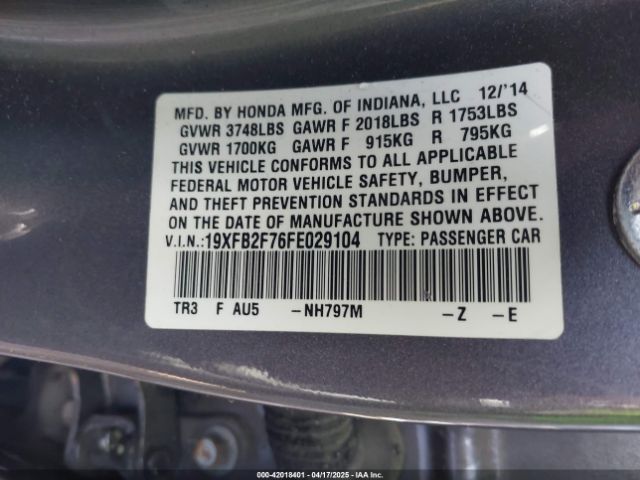 MFD. BY HONDA MFG. OF INDIANA, LLC 12/'14
GVWR 3748LBS GAWR F 2018LBS R 1753LBS
GVWR 1700KG GAWR F 915KG R 795KG
THIS VEHICLE CONFORMS TO ALL APPLICABLE
FEDERAL MOTOR VEHICLE SAFETY, BUMPER,
AND THEFT PREVENTION STANDARDS IN EFFECT
ON THE DATE OF MANUFACTURE SHOWN ABOVE.
V.I.N.:19XFB2F76FE029104 TYPE: PASSENGER CAR
TR3 F AU5 -NH797M -Z -E
000-42018401 - 04/17/2025 - IAAI.com